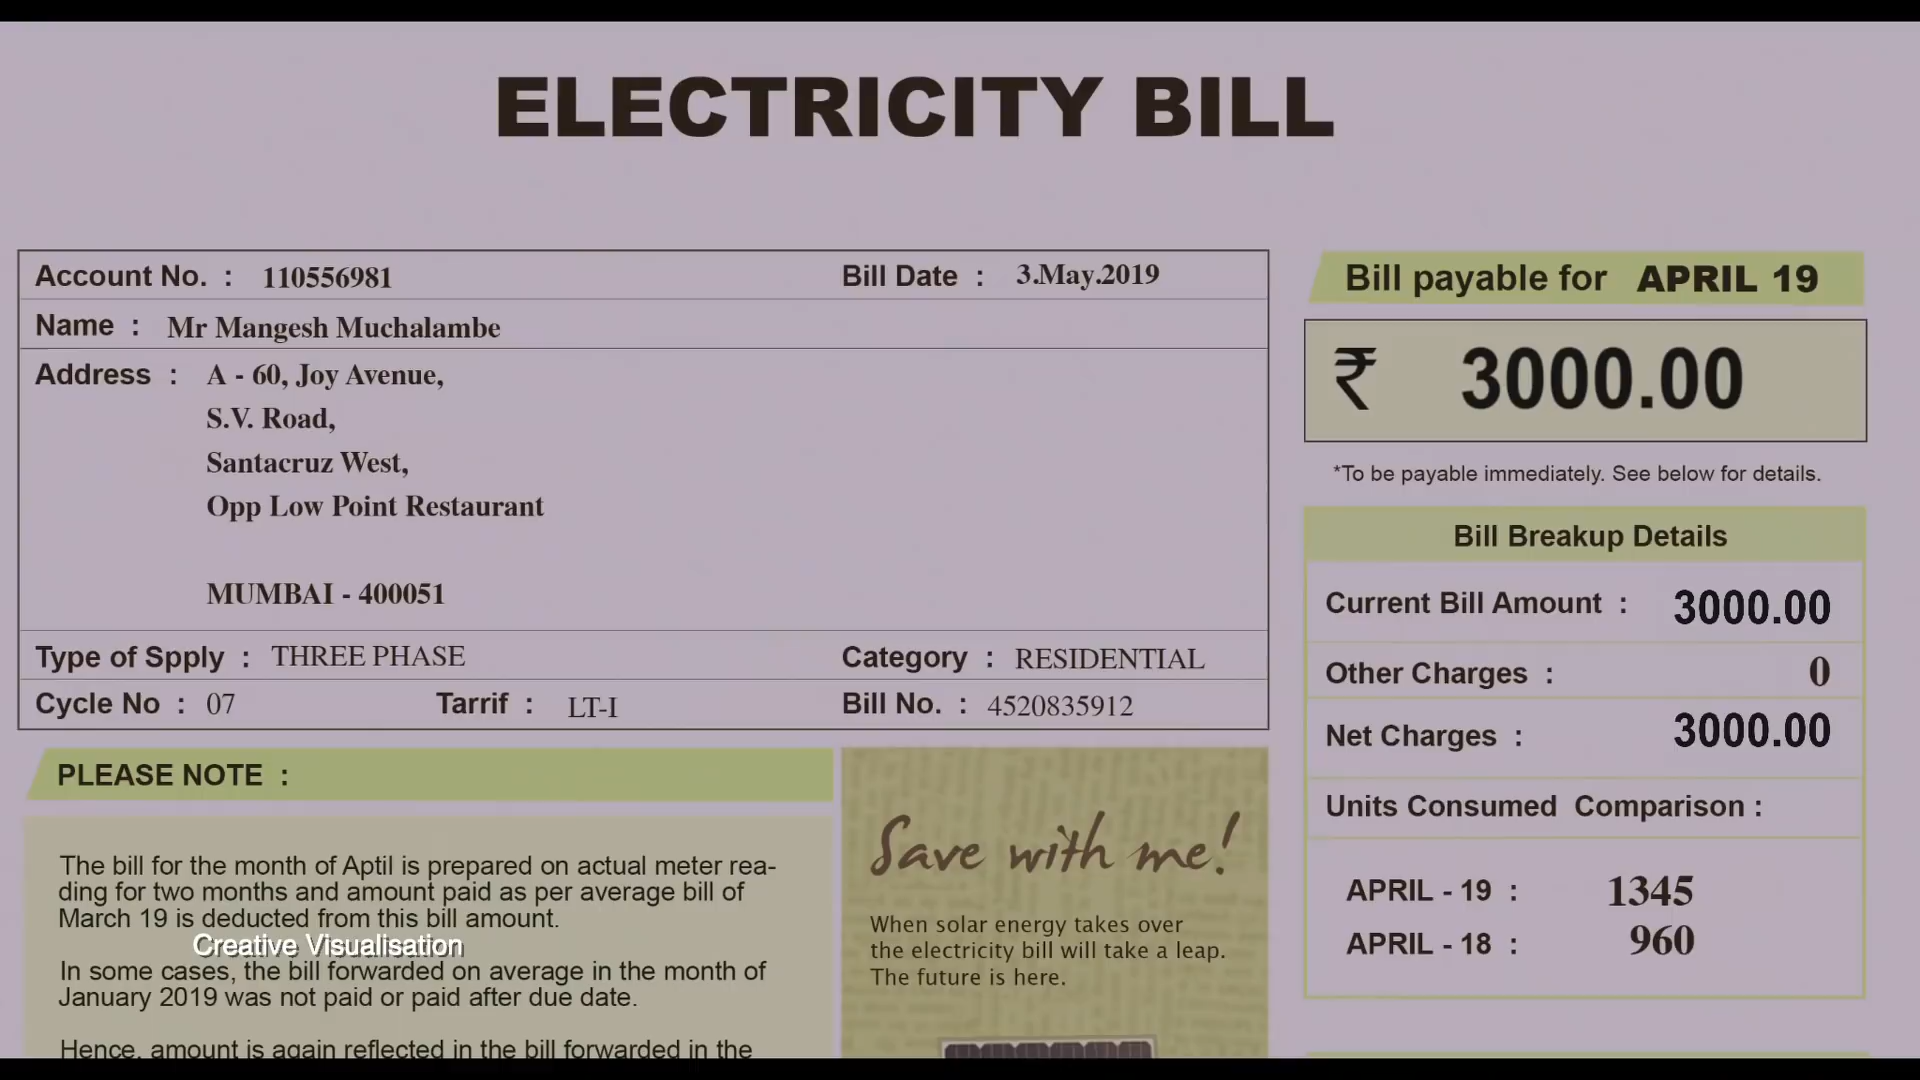 ELECTRICITY BILL
Account No. : 110556981
Bill Date : 3.May.2019
Name : Mr Mangesh Muchalambe
Address : A - 60, Joy Avenue,
S.V. Road,
Santacruz West,
Opp Low Point Restaurant
MUMBAI - 400051
Type of Spply : THREE PHASE
Category : RESIDENTIAL
Cycle No : 07
Tarrif : LT-I
Bill No. : 4520835912
Bill payable for APRIL 19
₹ 3000.00
*To be payable immediately. See below for details.
Bill Breakup Details
Current Bill Amount : 3000.00
Other Charges : 0
Net Charges : 3000.00
Units Consumed Comparison :
APRIL - 19 : 1345
APRIL - 18 : 960
PLEASE NOTE :
The bill for the month of Aptil is prepared on actual meter rea-
ding for two months and amount paid as per average bill of
March 19 is deducted from this bill amount.
Creative Visualisation
In some cases, the bill forwarded on average in the month of
January 2019 was not paid or paid after due date.
Hence, amount is again reflected in the bill forwarded in the
Save with me!
When solar energy takes over
the electricity bill will take a leap.
The future is here.